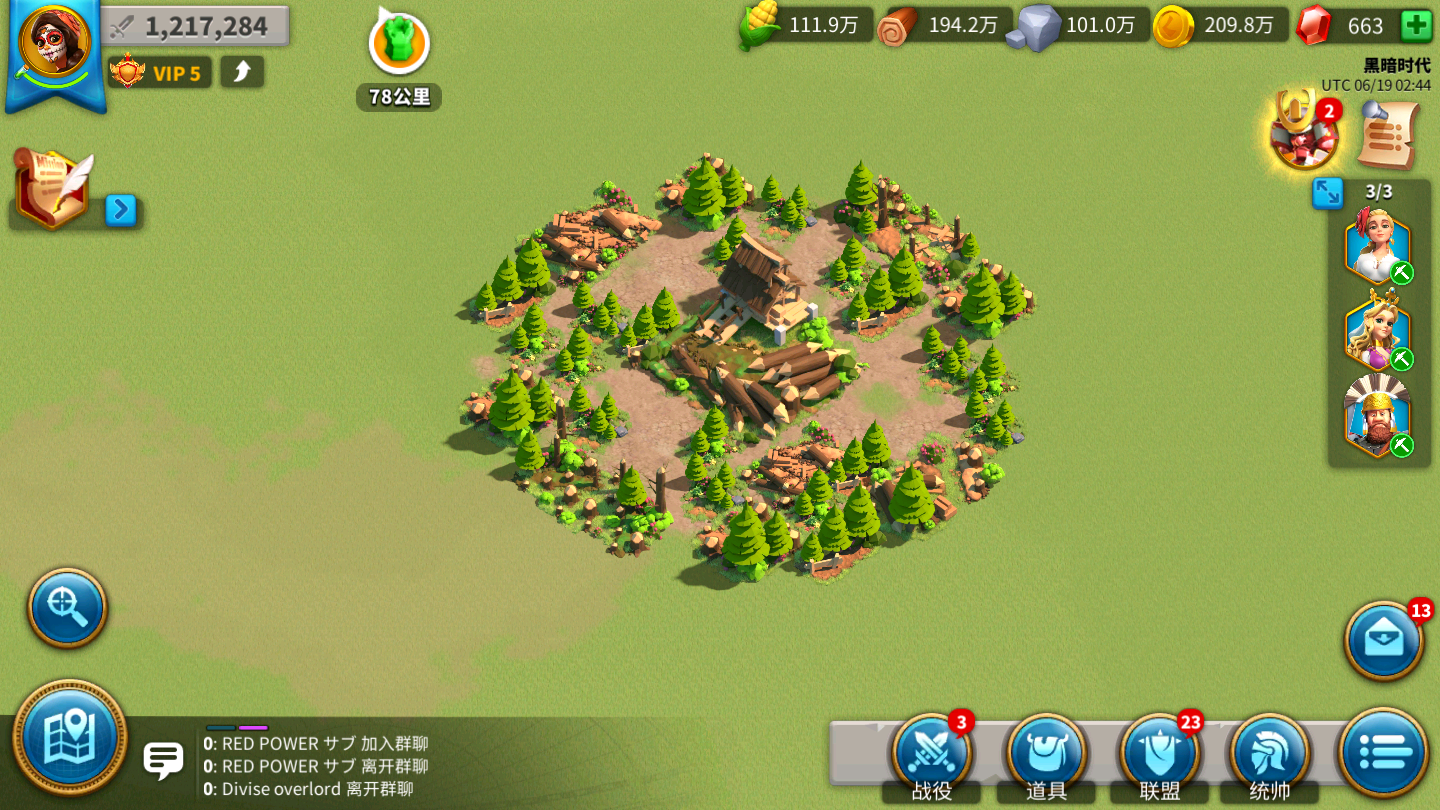 1,217,284
VIP 5
78公里
111.9万
194.2万
101.0万
209.8万
663
黑暗时代
UTC 06/19 02:44
2
Mission
3/3
13
0: RED POWER サブ 加入群聊
0: RED POWER サブ 离开群聊
0: Divise overlord 离开群聊
3
战役
道具
23
联盟
统帅